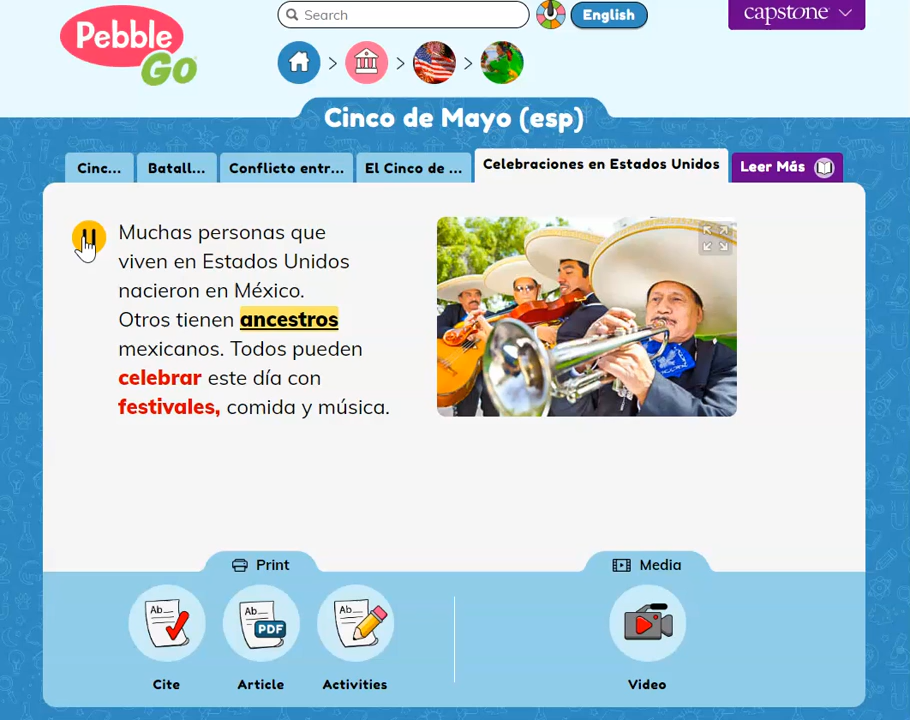 Pebble
Go
Search
English
capstone
Cinco de Mayo (esp)
Cinc...
Batall...
Conflicto entr...
El Cinco de ...
Celebraciones en Estados Unidos
Leer Más
Muchas personas que
viven en Estados Unidos
nacieron en México.
Otros tienen ancestros
mexicanos. Todos pueden
celebrar este día con
festivales, comida y música.
Print
Media
Ab
Ab
PDF
Ab
Cite
Article
Activities
Video